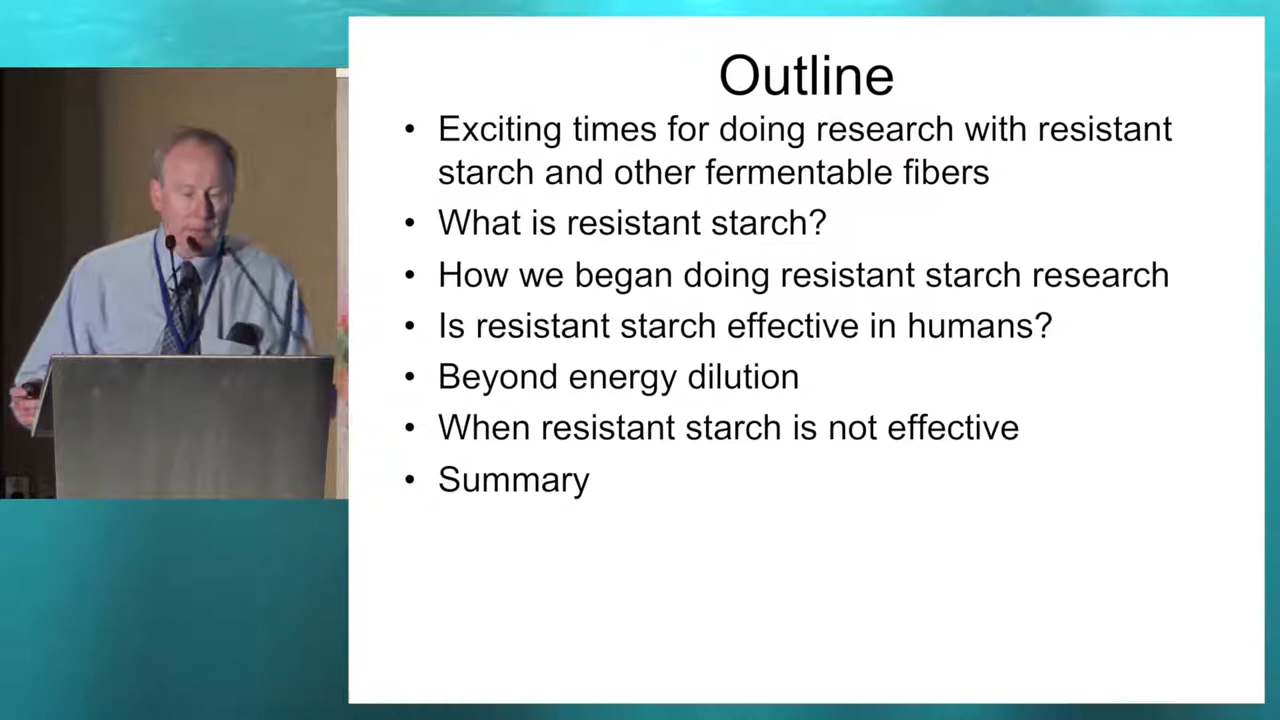 Outline
• Exciting times for doing research with resistant
starch and other fermentable fibers
• What is resistant starch?
• How we began doing resistant starch research
• Is resistant starch effective in humans?
• Beyond energy dilution
• When resistant starch is not effective
• Summary